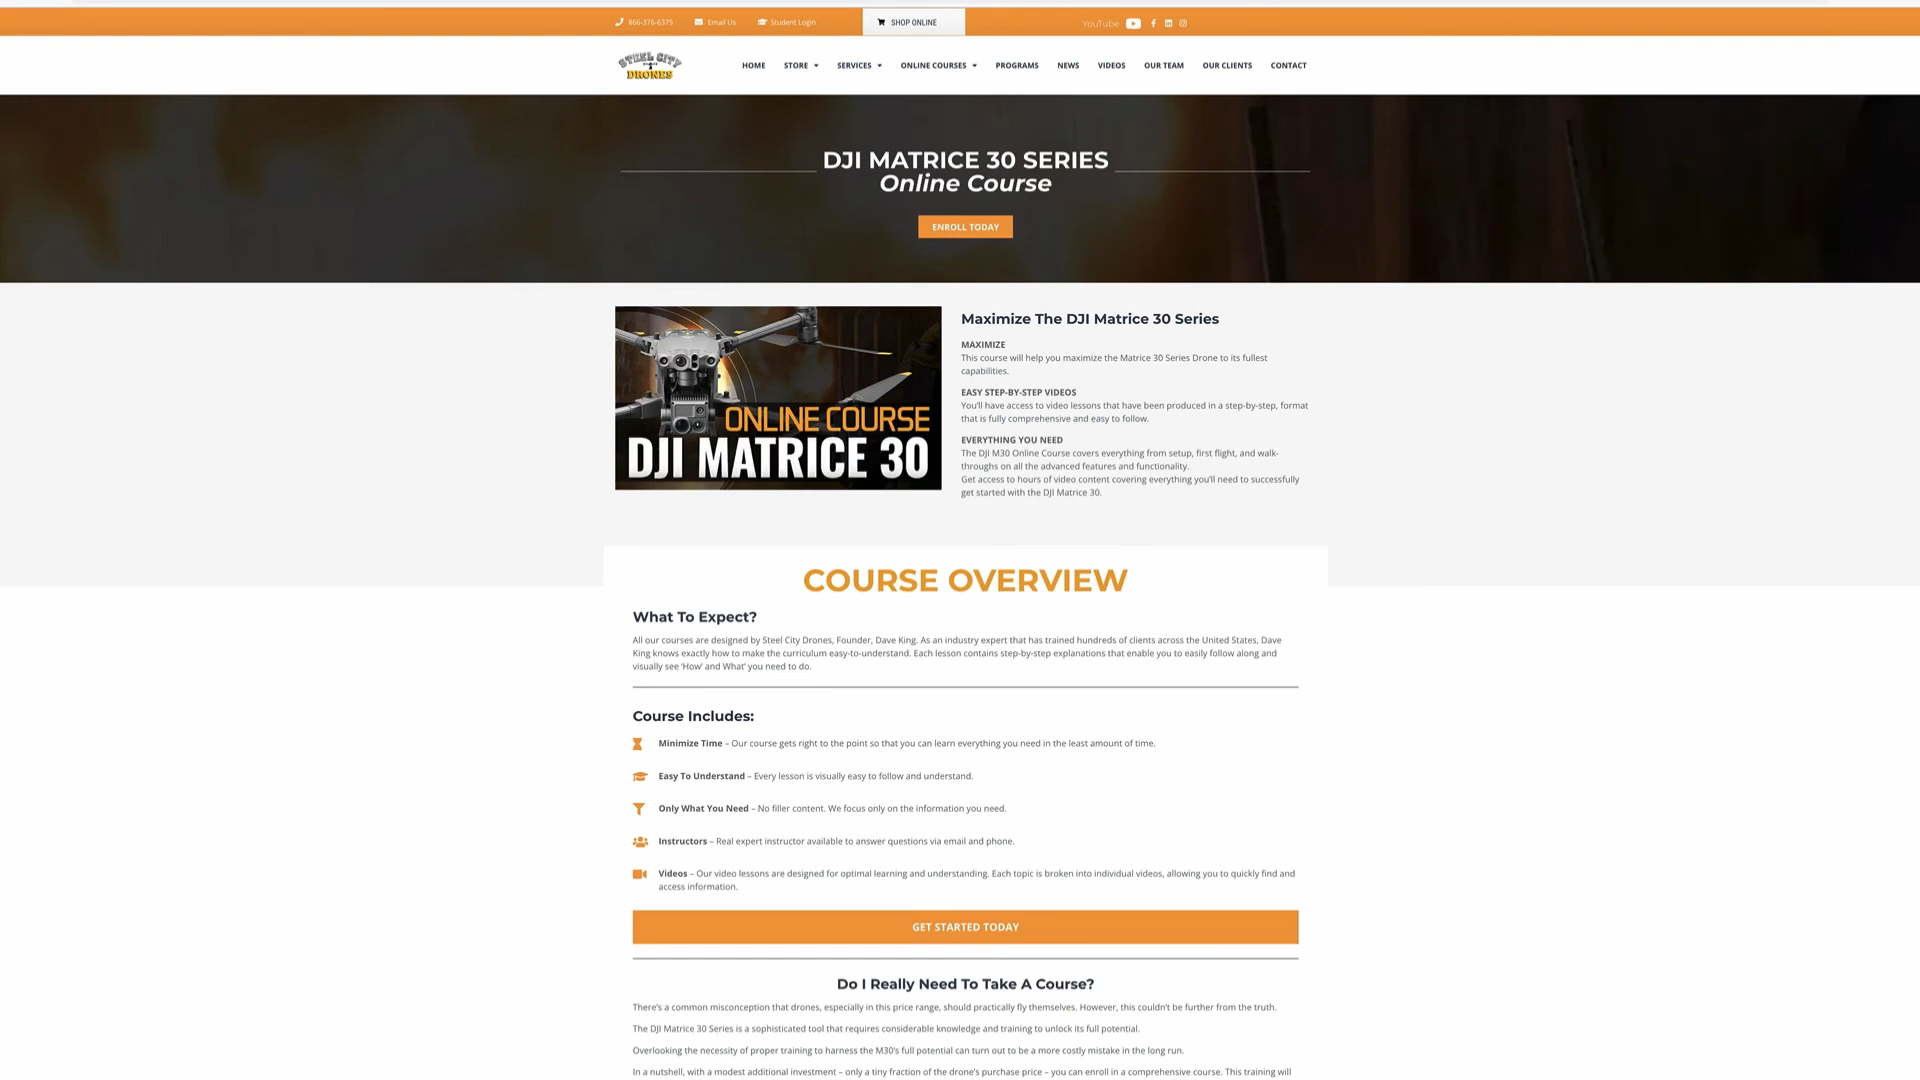 866-376-6375 Email Us Student Login SHOP ONLINE YouTube
STEEL CITY
DRONES
HOME STORE SERVICES ONLINE COURSES PROGRAMS NEWS VIDEOS OUR TEAM OUR CLIENTS CONTACT
DJI MATRICE 30 SERIES
Online Course
ENROLL TODAY
ONLINE COURSE
DJI MATRICE 30
Maximize The DJI Matrice 30 Series
MAXIMIZE
This course will help you maximize the Matrice 30 Series Drone to its fullest
capabilities.
EASY STEP-BY-STEP VIDEOS
You'll have access to video lessons that have been produced in a step-by-step, format
that is fully comprehensive and easy to follow.
EVERYTHING YOU NEED
The DJI M30 Online Course covers everything from setup, first flight, and walk-
throughs on all the advanced features and functionality.
Get access to hours of video content covering everything you'll need to successfully
get started with the DJI Matrice 30.
COURSE OVERVIEW
What To Expect?
All our courses are designed by Steel City Drones, Founder, Dave King. As an industry expert that has trained hundreds of clients across the United States, Dave
King knows exactly how to make the curriculum easy-to-understand. Each lesson contains step-by-step explanations that enable you to easily follow along and
visually see 'How' and What' you need to do.
Course Includes:
Minimize Time – Our course gets right to the point so that you can learn everything you need in the least amount of time.
Easy To Understand – Every lesson is visually easy to follow and understand.
Only What You Need – No filler content. We focus only on the information you need.
Instructors – Real expert instructor available to answer questions via email and phone.
Videos – Our video lessons are designed for optimal learning and understanding. Each topic is broken into individual videos, allowing you to quickly find and
access information.
GET STARTED TODAY
Do I Really Need To Take A Course?
There's a common misconception that drones, especially in this price range, should practically fly themselves. However, this couldn't be further from the truth.
The DJI Matrice 30 Series is a sophisticated tool that requires considerable knowledge and training to unlock its full potential.
Overlooking the necessity of proper training to harness the M30's full potential can turn out to be a more costly mistake in the long run.
In a nutshell, with a modest additional investment – only a tiny fraction of the drone's purchase price – you can enroll in a comprehensive course. This training will